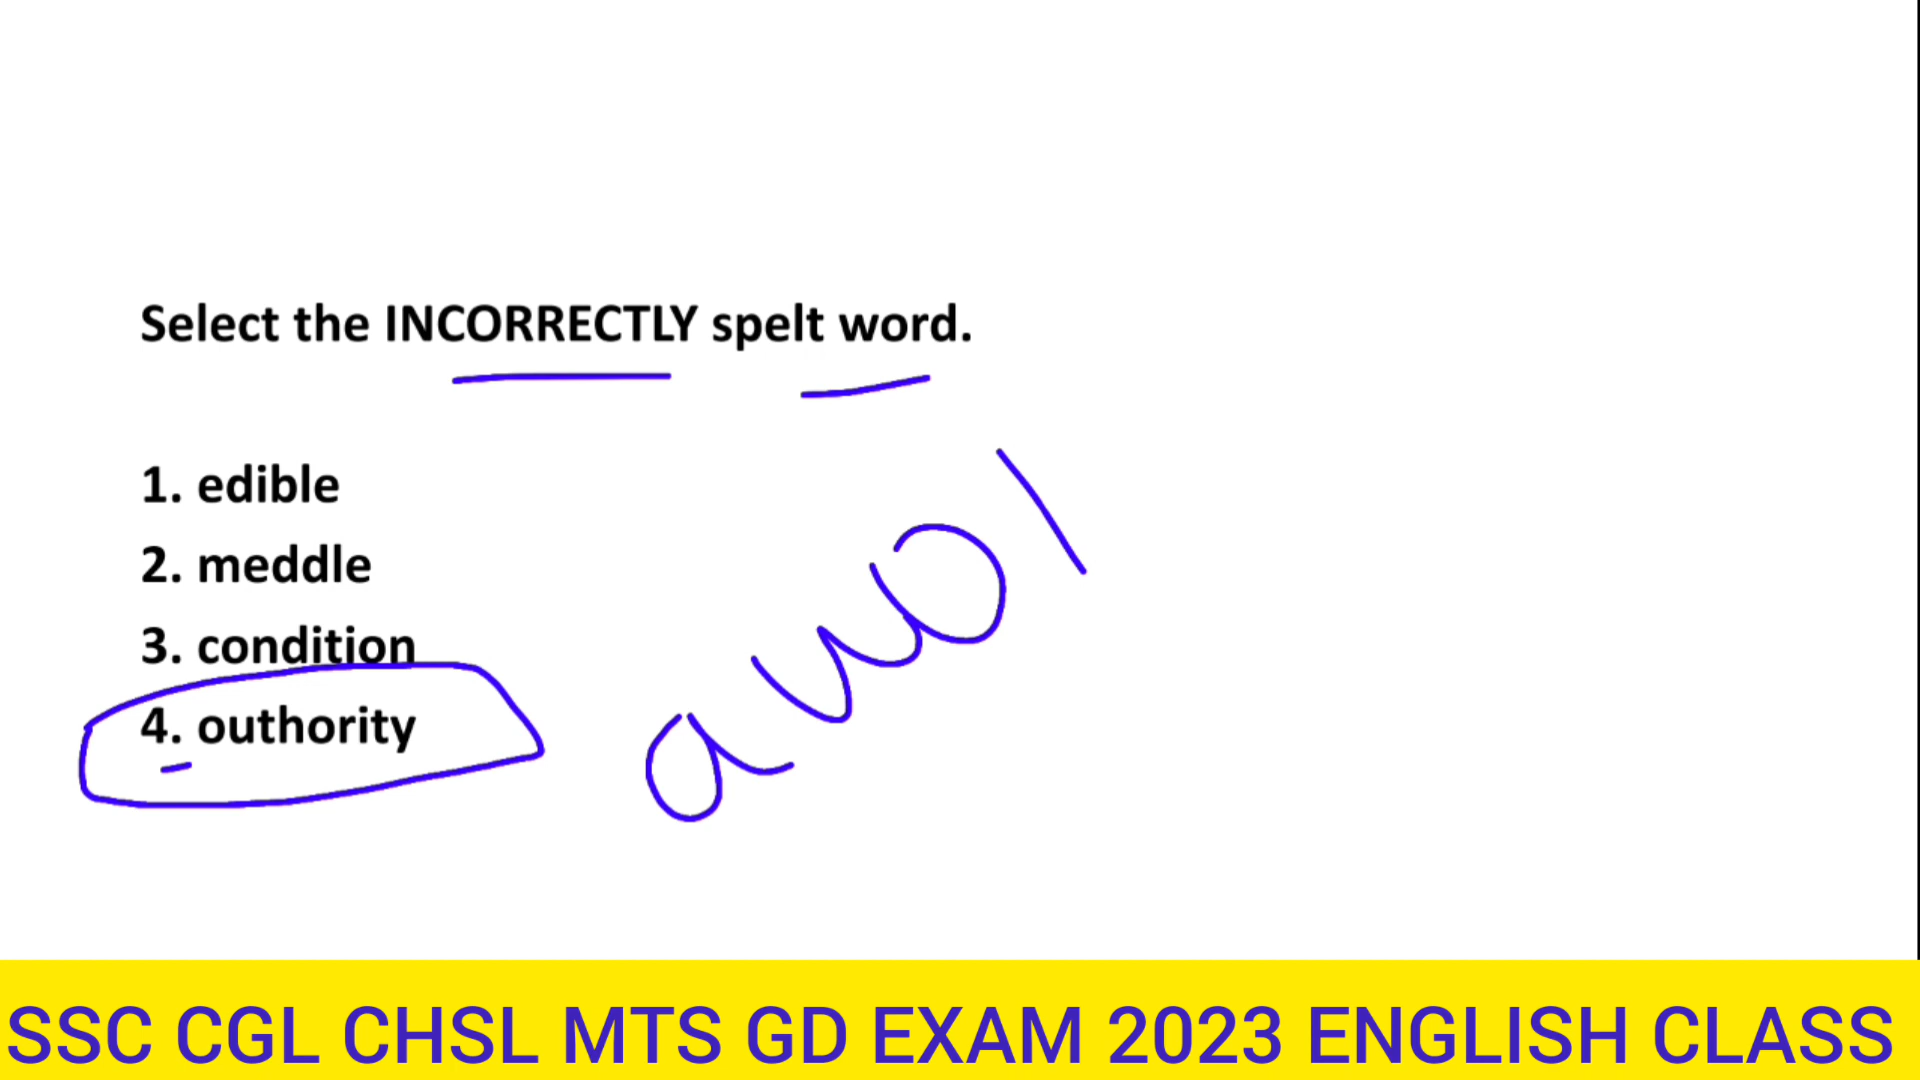 Select the INCORRECTLY spelt word.
1. edible
2. meddle
3. condition
4. outhority
SSC CGL CHSL MTS GD EXAM 2023 ENGLISH CLASS